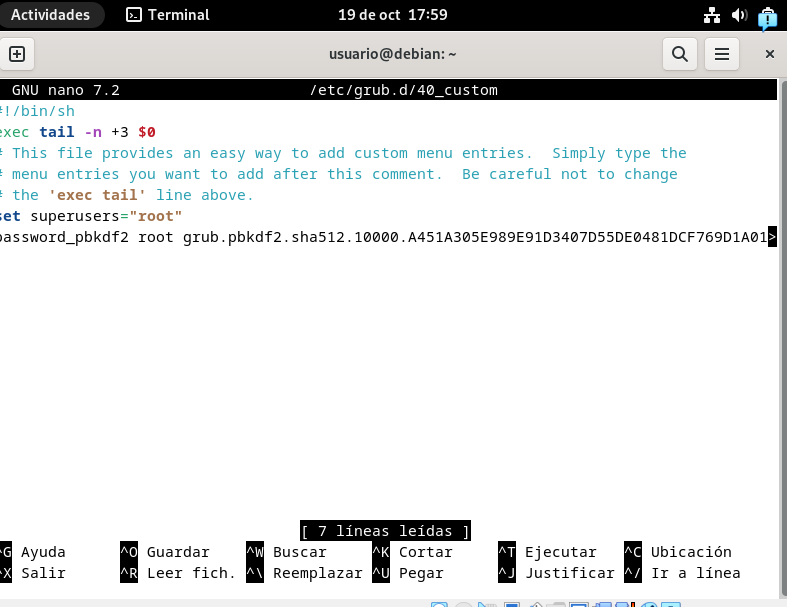 Actividades Terminal 19 de oct 17:59
usuario@debian: ~
GNU nano 7.2 /etc/grub.d/40_custom
#!/bin/sh
exec tail -n +3 $0
# This file provides an easy way to add custom menu entries.  Simply type the
# menu entries you want to add after this comment.  Be careful not to change
# the 'exec tail' line above.
set superusers="root"
password_pbkdf2 root grub.pbkdf2.sha512.10000.A451A305E989E91D3407D55DE0481DCF769D1A01>
[ 7 líneas leídas ]
^G Ayuda ^O Guardar ^W Buscar ^K Cortar ^T Ejecutar ^C Ubicación
^X Salir ^R Leer fich. ^\ Reemplazar ^U Pegar ^J Justificar ^/ Ir a línea